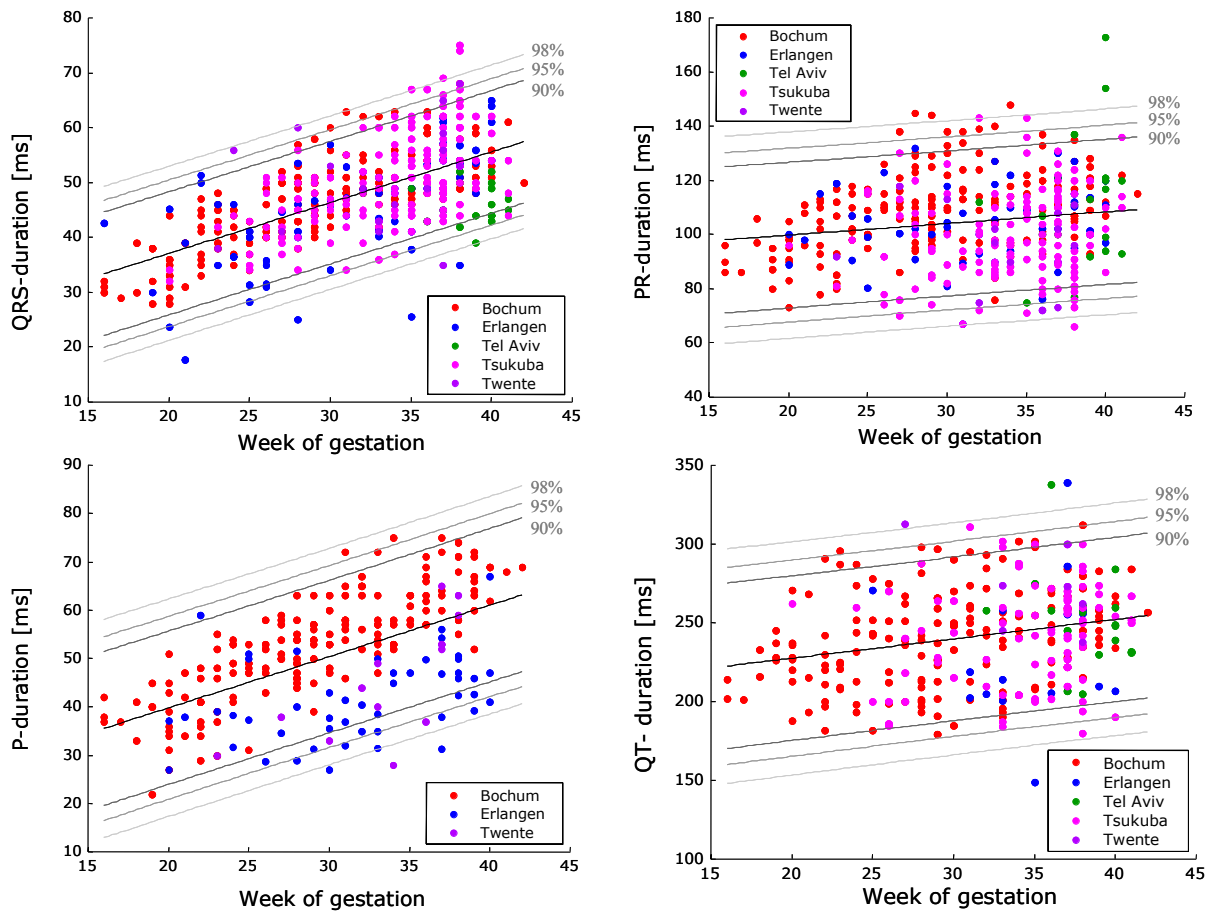 80
70
60
50
40
30
20
10
QRS-duration [ms]
98%
95%
90%
Bochum
Erlangen
Tel Aviv
Tsukuba
Twente
15 20 25 30 35 40 45
Week of gestation
180
160
140
120
100
80
60
40
PR-duration [ms]
Bochum
Erlangen
Tel Aviv
Tsukuba
Twente
98%
95%
90%
15 20 25 30 35 40 45
Week of gestation
90
80
70
60
50
40
30
20
10
P-duration [ms]
98%
95%
90%
Bochum
Erlangen
Twente
15 20 25 30 35 40 45
Week of gestation
350
300
250
200
150
100
QT- duration [ms]
98%
95%
90%
Bochum
Erlangen
Tel Aviv
Tsukuba
Twente
15 20 25 30 35 40 45
Week of gestation